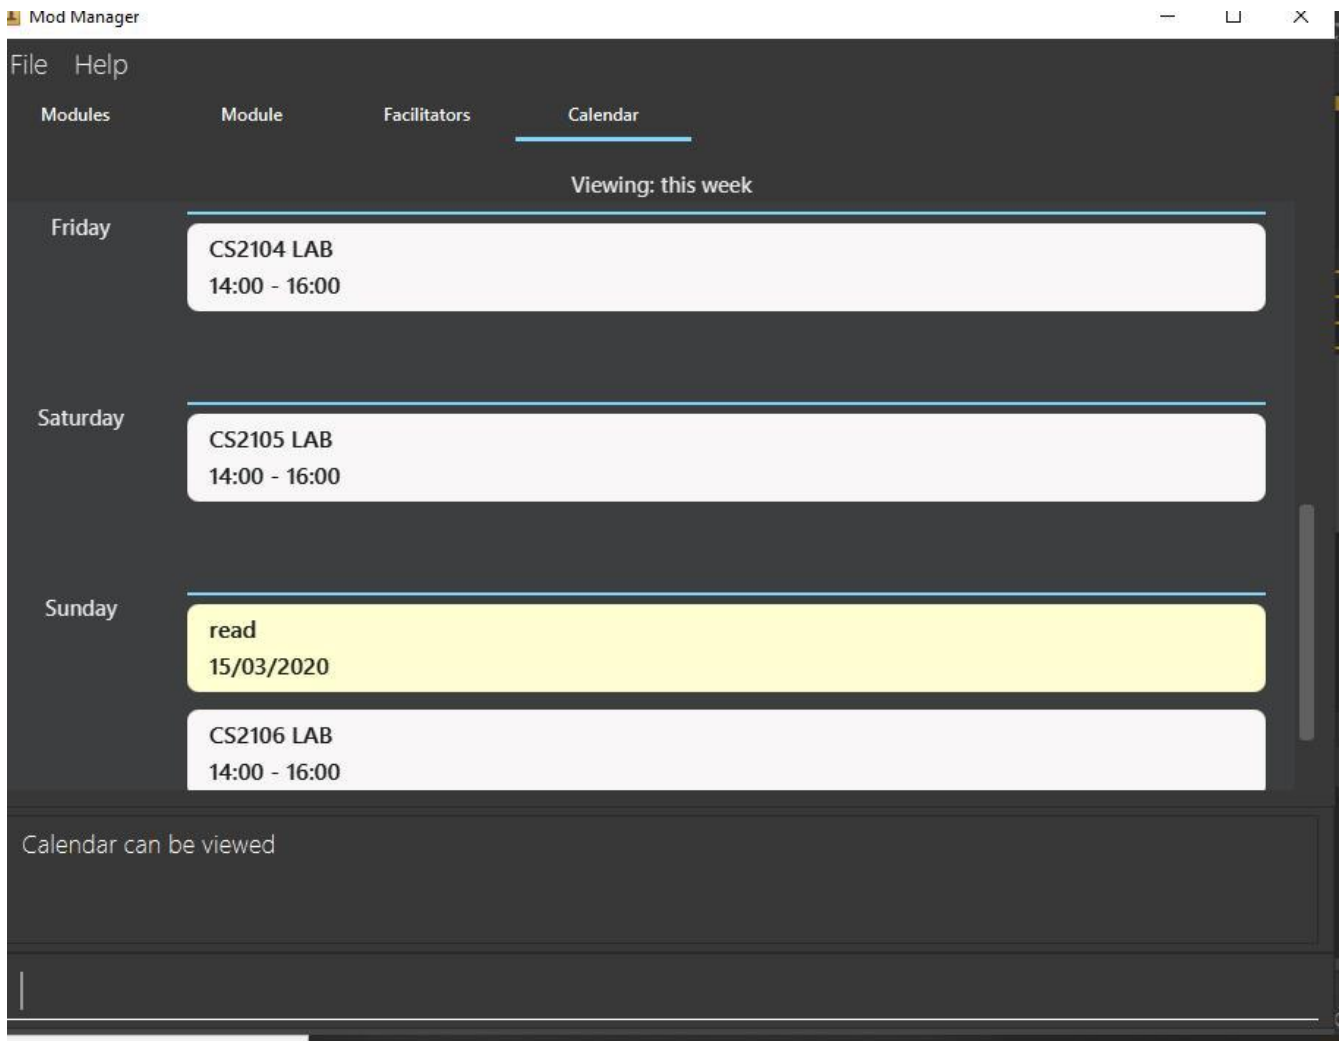 Mod Manager
File Help
Modules Module Facilitators Calendar
Viewing: this week
Friday
CS2104 LAB
14:00 - 16:00
Saturday
CS2105 LAB
14:00 - 16:00
Sunday
read
15/03/2020
CS2106 LAB
14:00 - 16:00
Calendar can be viewed